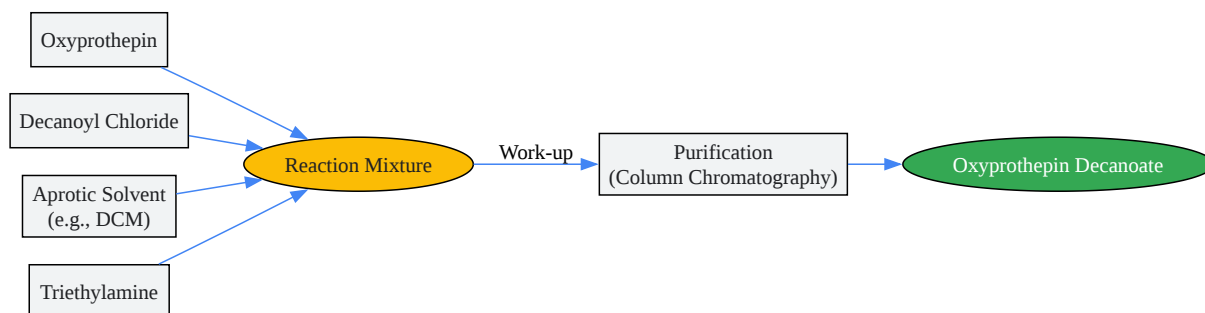 Oxyprothepin
Decanoyl Chloride
Aprotic Solvent
(e.g., DCM)
Triethylamine
Reaction Mixture
Work-up
Purification
(Column Chromatography)
Oxyprothepin Decanoate